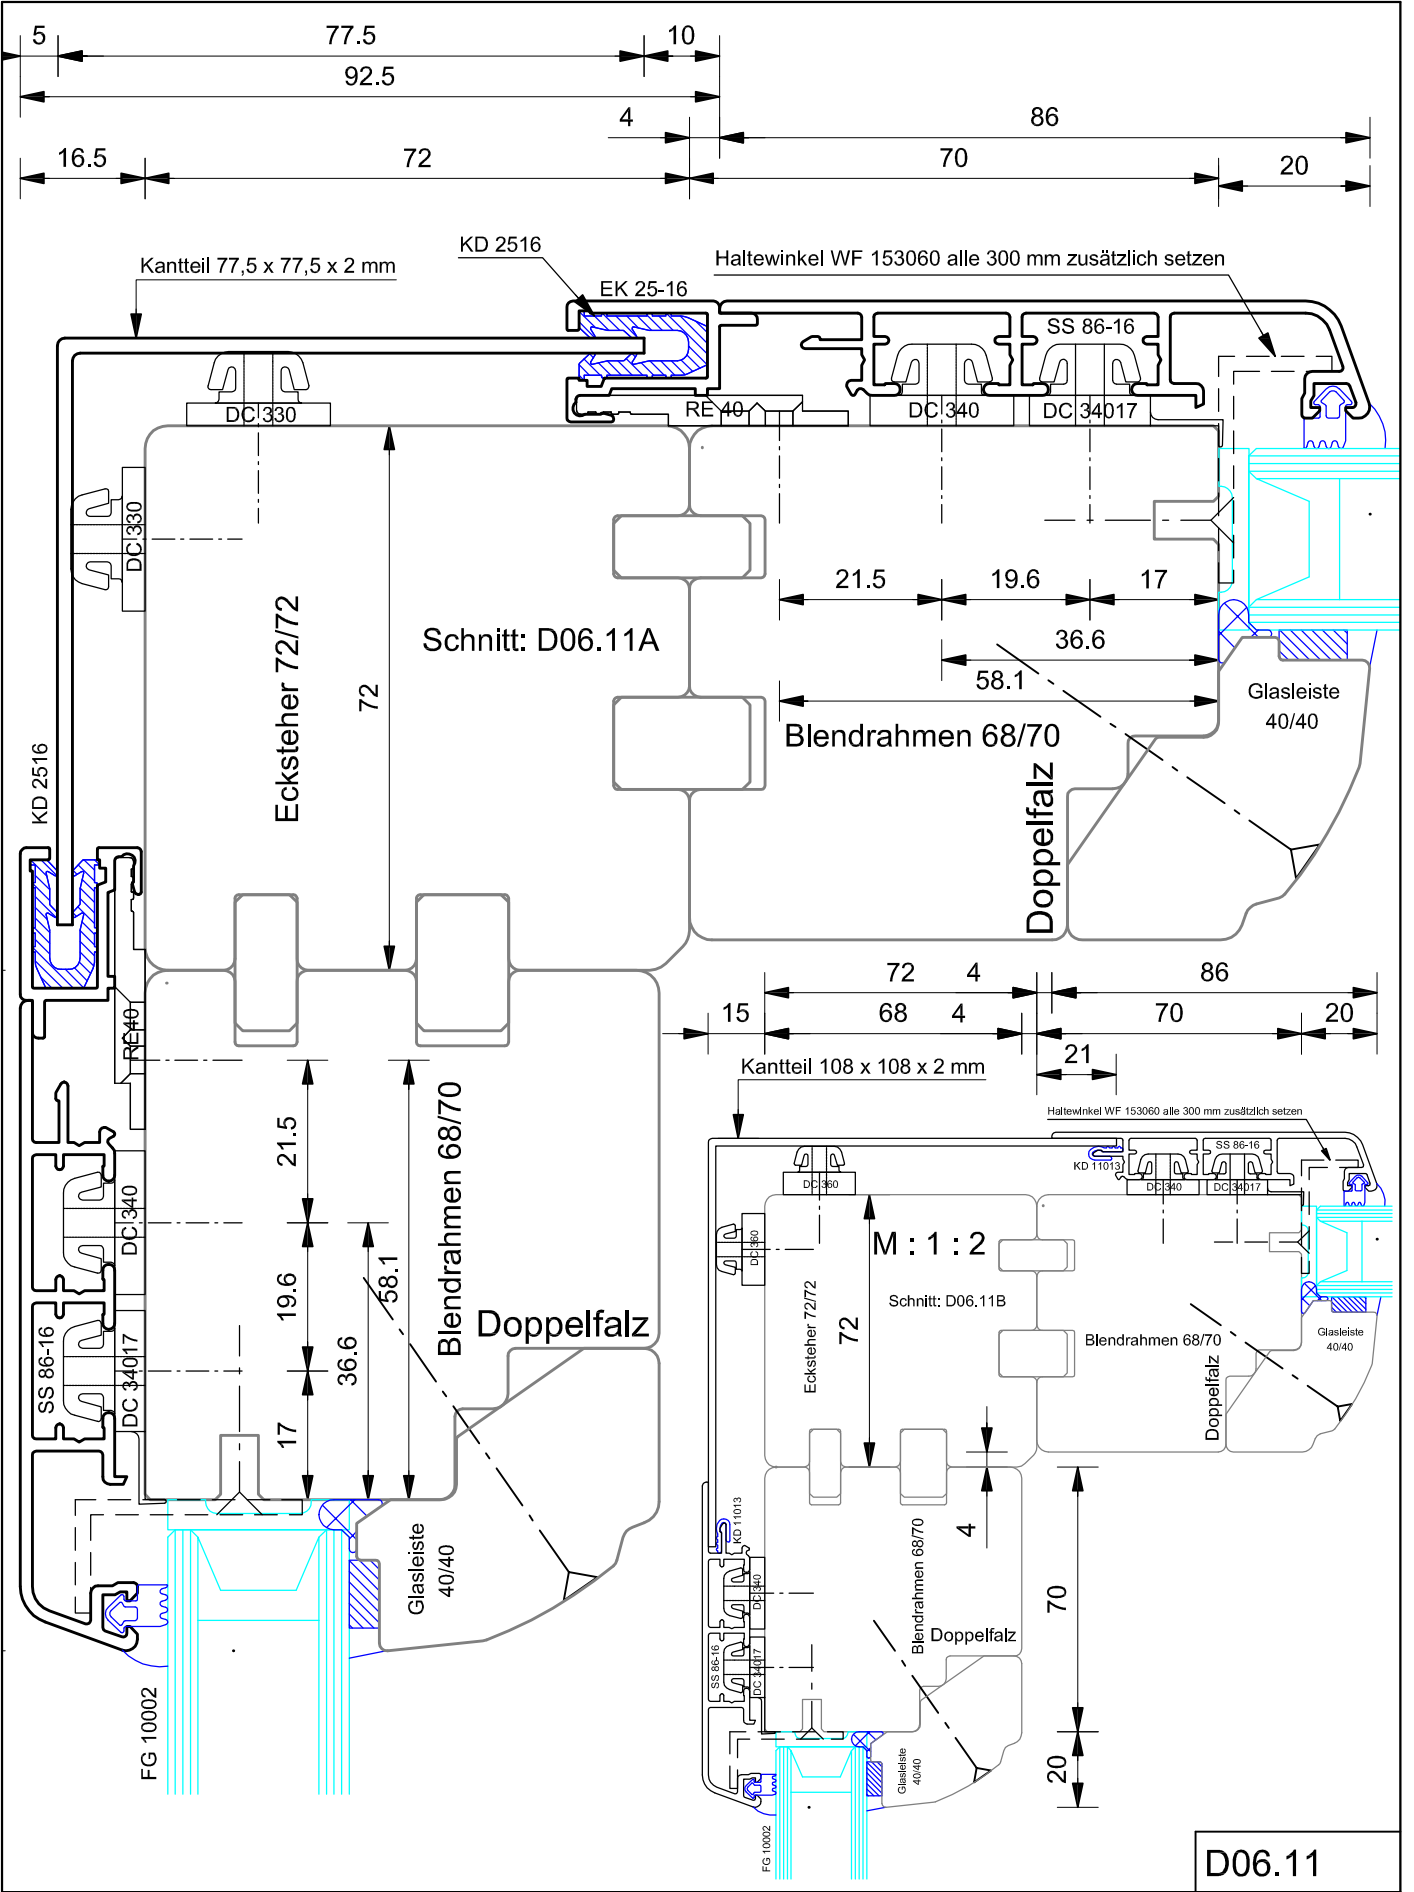 5 77.5 10
92.5
4 86
16.5 72 70 20
KD 2516
Kantteil 77,5 x 77,5 x 2 mm
Haltewinkel WF 153060 alle 300 mm zusätzlich setzen
EK 25-16
SS 86-16
DC 330
RE 40
DC 340
DC 34017
DC 330
21.5 19.6 17
36.6
58.1
Ecksteher 72/72
Schnitt: D06.11A
72
Blendrahmen 68/70
Doppelfalz
Glasleiste
40/40
KD 2516
RE40
21.5
19.6
17
36.6
58.1
DC 340
DC 34017
SS 86-16
Blendrahmen 68/70
Doppelfalz
Glasleiste
40/40
FG 10002
72 4 86
15 68 4 70 20
21
Kantteil 108 x 108 x 2 mm
Haltewinkel WF 153060 alle 300 mm zusätzlich setzen
SS 86-16
KD 11013
DC 360
DC 340
DC 34017
DC 360
M : 1 : 2
Ecksteher 72/72
72
Schnitt: D06.11B
Blendrahmen 68/70
Doppelfalz
Glasleiste
40/40
KD 11013
4
70
20
DC 340
DC 34017
SS 86-16
Blendrahmen 68/70
Doppelfalz
Glasleiste
40/40
FG 10002
D06.11